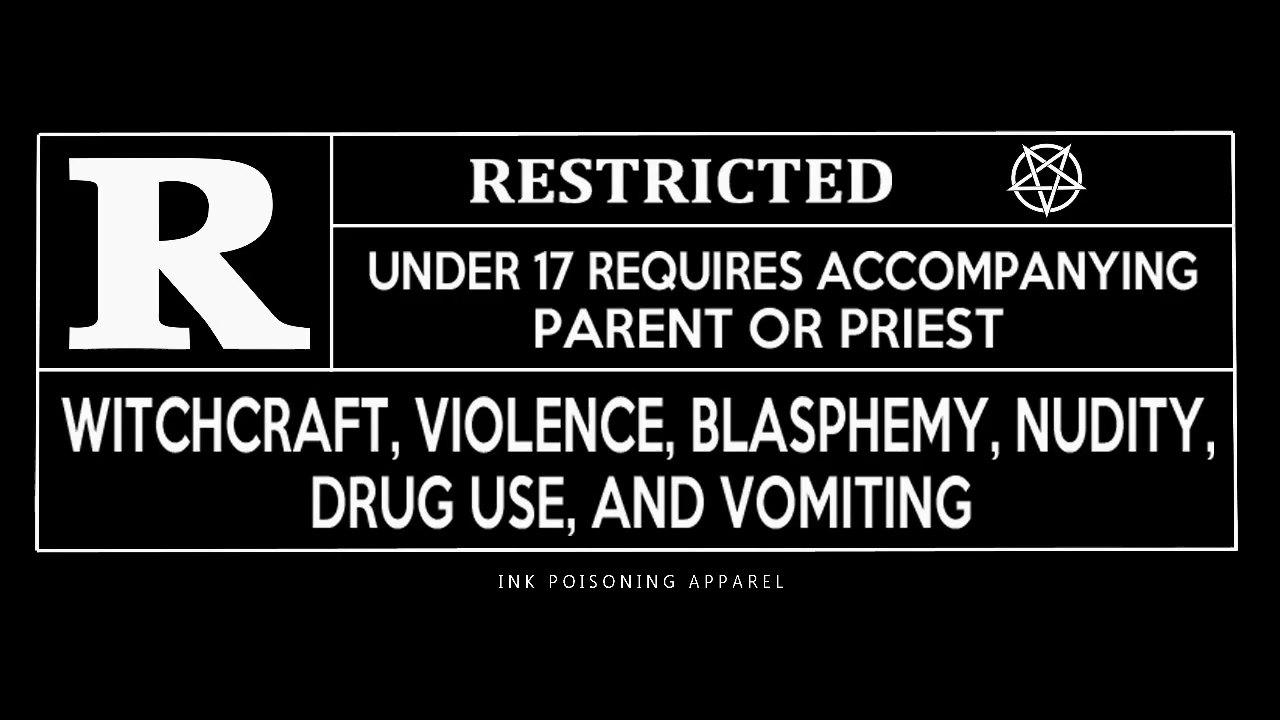 R
RESTRICTED
UNDER 17 REQUIRES ACCOMPANYING
PARENT OR PRIEST
WITCHCRAFT, VIOLENCE, BLASPHEMY, NUDITY,
DRUG USE, AND VOMITING
INK POISONING APPAREL